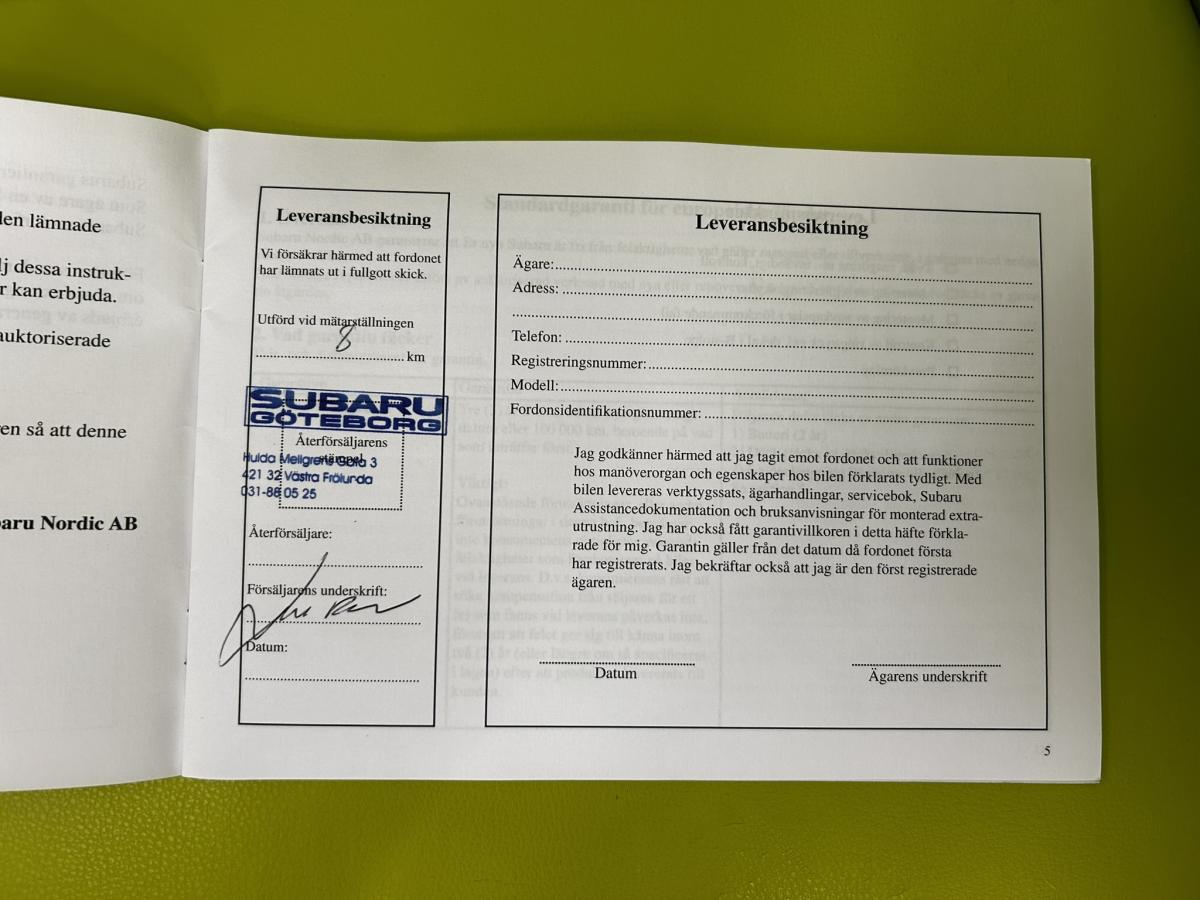 len lämnade
lj dessa instruk-
r kan erbjuda.
auktoriserade
en så att denne
baru Nordic AB
Leveransbesiktning
Vi försäkrar härmed att fordonet
har lämnats ut i fullgott skick.
Utförd vid mätarställningen
8
km
SUBARU
GÖTEBORG
Återförsäljarens
stämpel
Hulda Mellgrens Gata 3
421 32 Västra Frölunda
031-86 05 25
Återförsäljare:
Försäljarens underskrift:
Datum:
Leveransbesiktning
Ägare:
Adress:
Telefon:
Registreringsnummer:
Modell:
Fordonsidentifikationsnummer:
Jag godkänner härmed att jag tagit emot fordonet och att funktioner
hos manöverorgan och egenskaper hos bilen förklarats tydligt. Med
bilen levereras verktygssats, ägarhandlingar, servicebok, Subaru
Assistancedokumentation och bruksanvisningar för monterad extra-
utrustning. Jag har också fått garantivillkoren i detta häfte förkla-
rade för mig. Garantin gäller från det datum då fordonet första
har registrerats. Jag bekräftar också att jag är den först registrerade
ägaren.
Datum
Ägarens underskrift
5